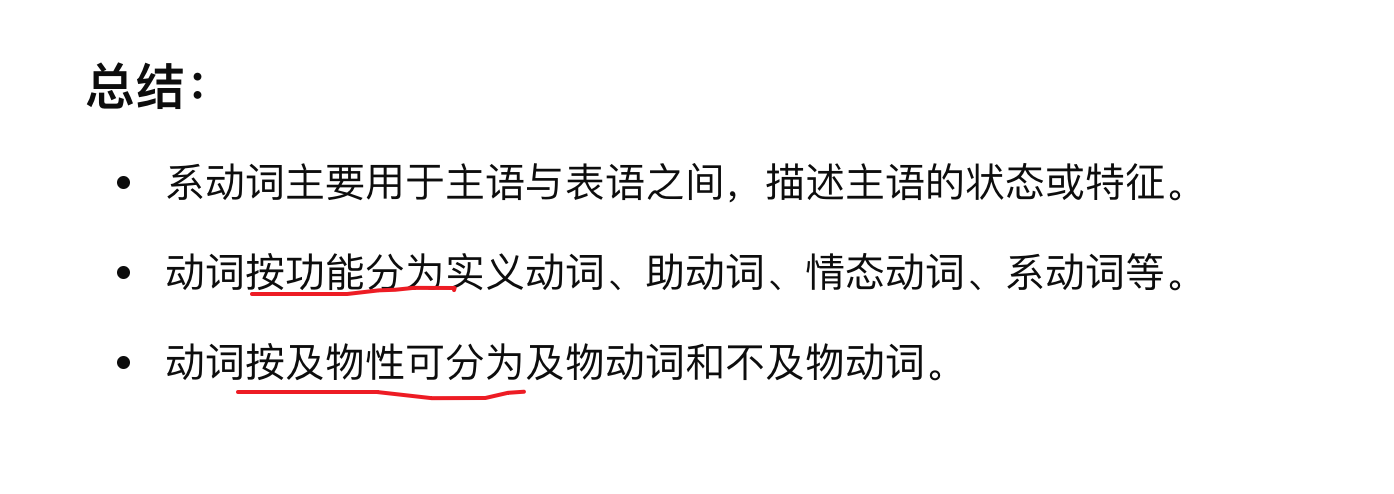 总结：
• 系动词主要用于主语与表语之间，描述主语的状态或特征。
• 动词按功能分为实义动词、助动词、情态动词、系动词等。
• 动词按及物性可分为及物动词和不及物动词。